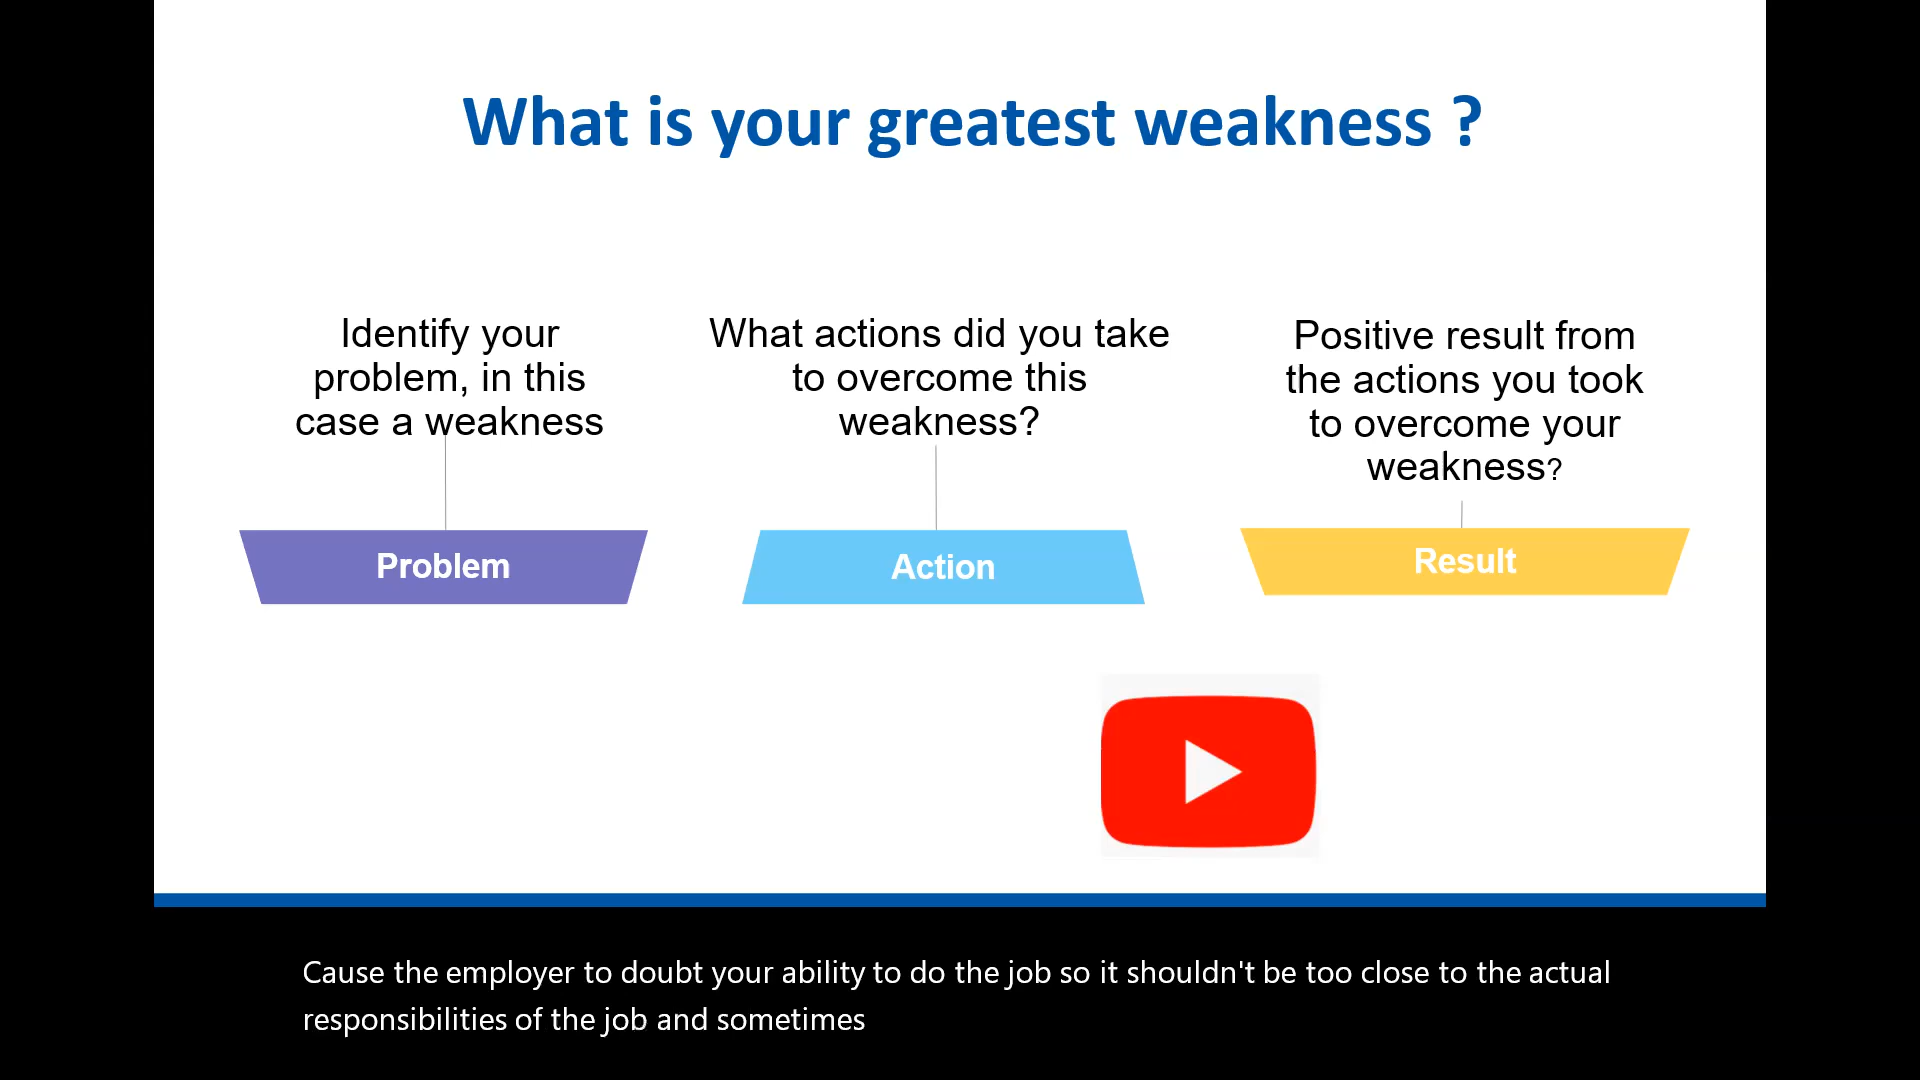 What is your greatest weakness ?
Identify your
problem, in this
case a weakness
Problem
What actions did you take
to overcome this
weakness?
Action
Positive result from
the actions you took
to overcome your
weakness?
Result
Cause the employer to doubt your ability to do the job so it shouldn't be too close to the actual
responsibilities of the job and sometimes